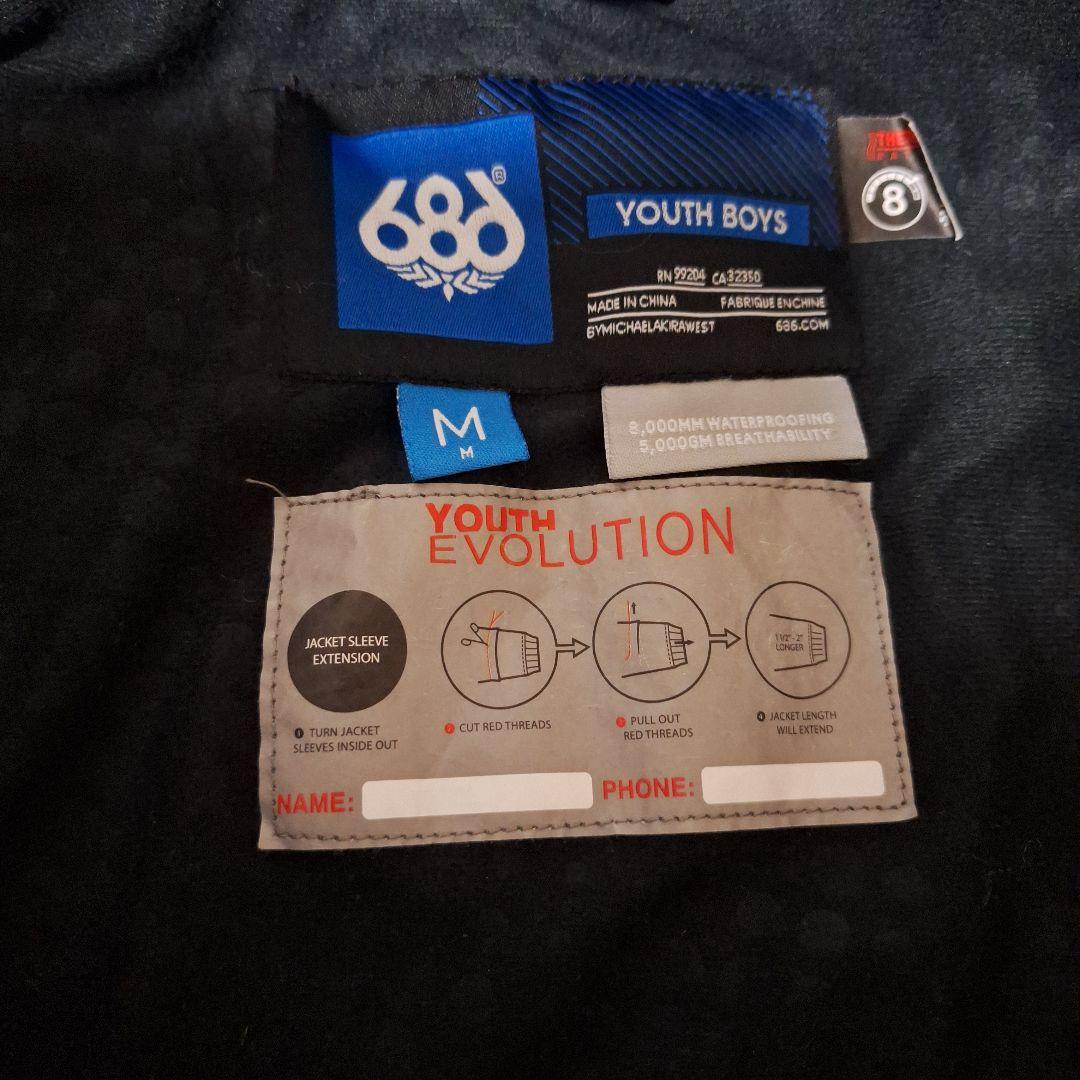 686®
YOUTH BOYS
RN 99204 CA 32350
MADE IN CHINA FABRIQUE EN CHINE
BYMICHAELAKIRAWEST 686.COM
THE
8
M
M
8,000MM WATERPROOFING
5,000GM BREATHABILITY
YOUTH
EVOLUTION
JACKET SLEEVE
EXTENSION
1 1/2" - 2"
LONGER
1 TURN JACKET
SLEEVES INSIDE OUT
2 CUT RED THREADS
3 PULL OUT
RED THREADS
4 JACKET LENGTH
WILL EXTEND
NAME: PHONE: